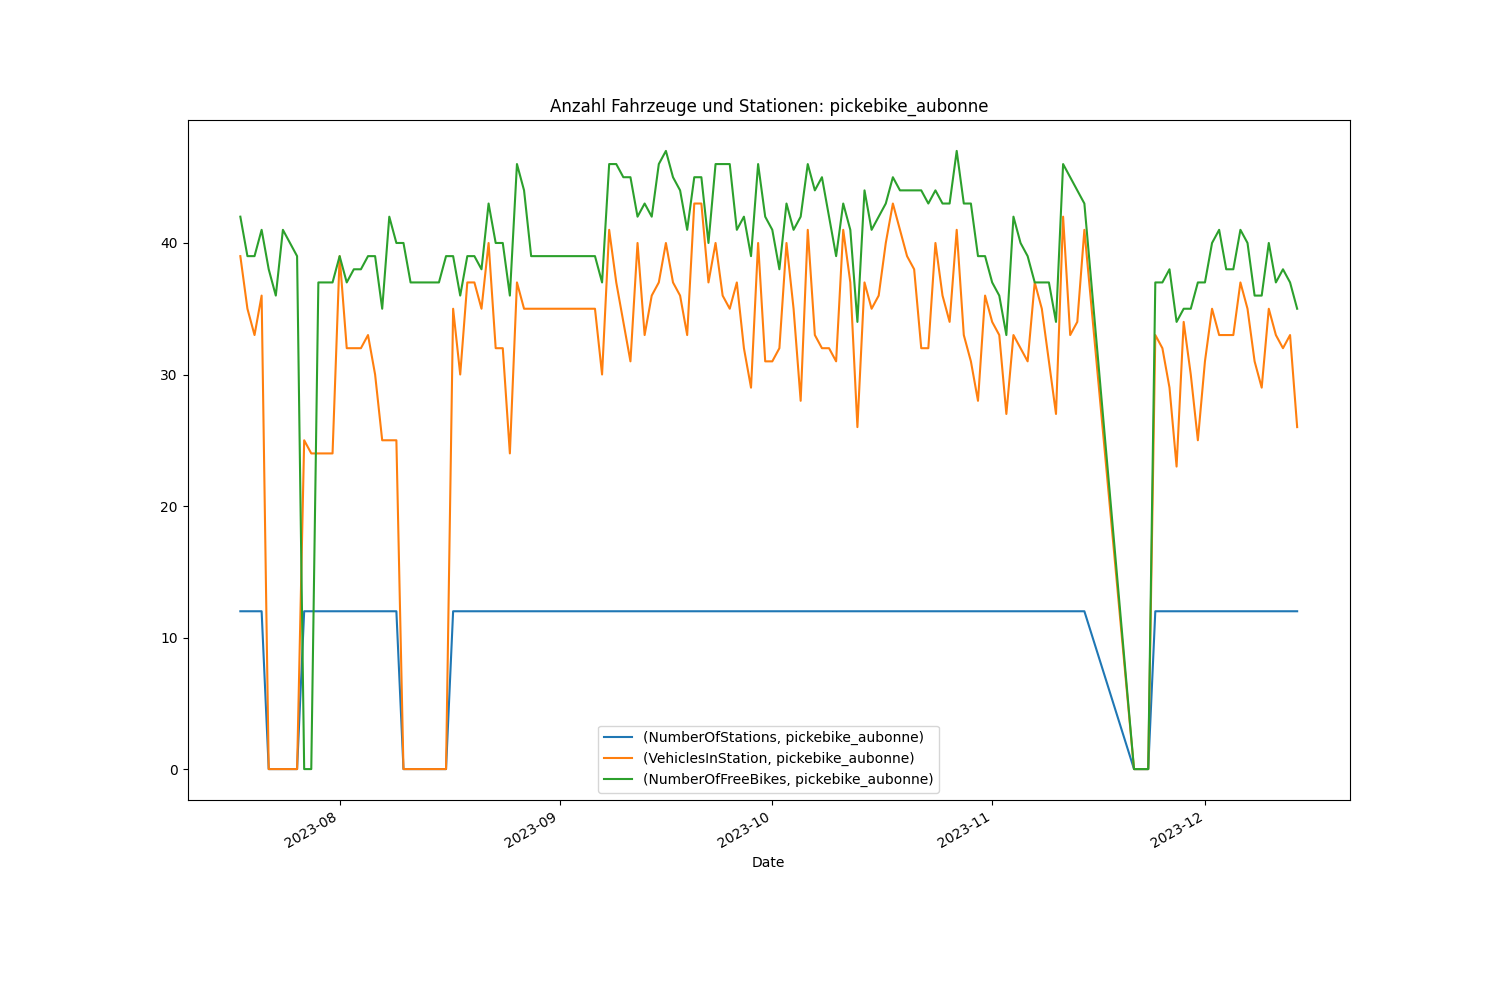 Anzahl Fahrzeuge und Stationen: pickebike_aubonne
40
30
20
10
0
(NumberOfStations, pickebike_aubonne)
(VehiclesInStation, pickebike_aubonne)
(NumberOfFreeBikes, pickebike_aubonne)
2023-08
2023-09
2023-10
2023-11
2023-12
Date